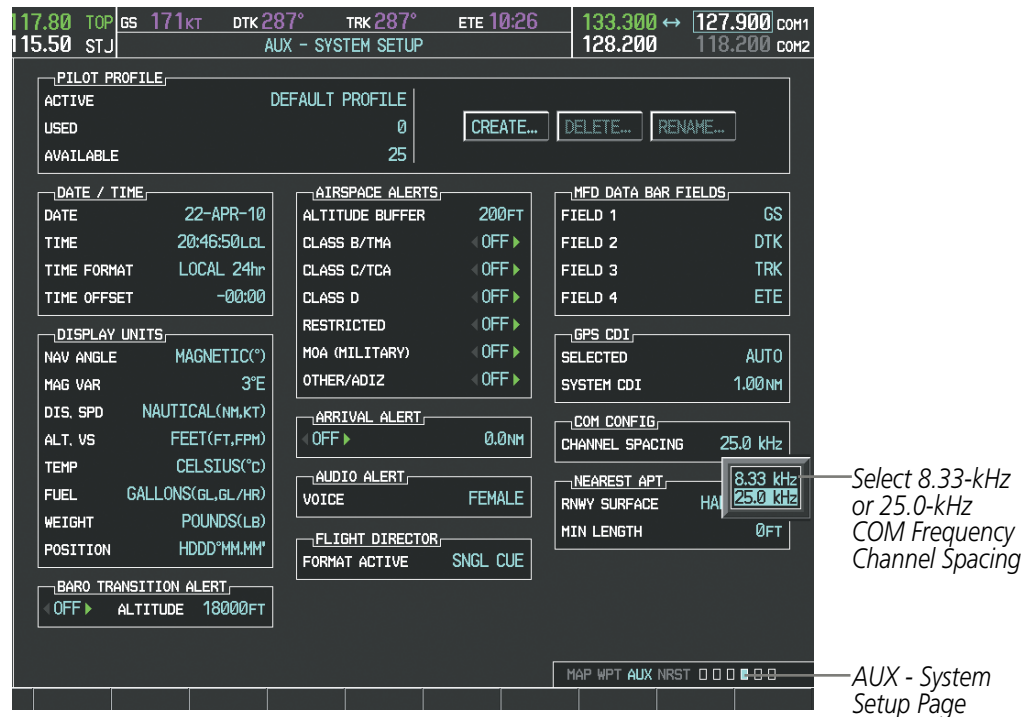 117.80 TOP GS 171KT DTK 287° TRK 287° ETE 10:26 133.300 ↔ 127.900 COM1
115.50 STJ AUX - SYSTEM SETUP 128.200 118.200 COM2
PILOT PROFILE
ACTIVE DEFAULT PROFILE
USED 0 CREATE... DELETE... RENAME...
AVAILABLE 25
DATE / TIME
DATE 22-APR-10
TIME 20:46:50LCL
TIME FORMAT LOCAL 24hr
TIME OFFSET -00:00
DISPLAY UNITS
NAV ANGLE MAGNETIC(°)
MAG VAR 3°E
DIS, SPD NAUTICAL(NM,KT)
ALT, VS FEET(FT,FPM)
TEMP CELSIUS(°C)
FUEL GALLONS(GL,GL/HR)
WEIGHT POUNDS(LB)
POSITION HDDD°MM.MM'
BARO TRANSITION ALERT
OFF ALTITUDE 18000FT
AIRSPACE ALERTS
ALTITUDE BUFFER 200FT
CLASS B/TMA OFF
CLASS C/TCA OFF
CLASS D OFF
RESTRICTED OFF
MOA (MILITARY) OFF
OTHER/ADIZ OFF
ARRIVAL ALERT
OFF 0.0NM
AUDIO ALERT
VOICE FEMALE
FLIGHT DIRECTOR
FORMAT ACTIVE SNGL CUE
MFD DATA BAR FIELDS
FIELD 1 GS
FIELD 2 DTK
FIELD 3 TRK
FIELD 4 ETE
GPS CDI
SELECTED AUTO
SYSTEM CDI 1.00NM
COM CONFIG
CHANNEL SPACING 25.0 kHz
8.33 kHz
25.0 kHz
NEAREST APT
RNWY SURFACE HA
MIN LENGTH 0FT
MAP WPT AUX NRST
Select 8.33-kHz
or 25.0-kHz
COM Frequency
Channel Spacing
AUX - System
Setup Page